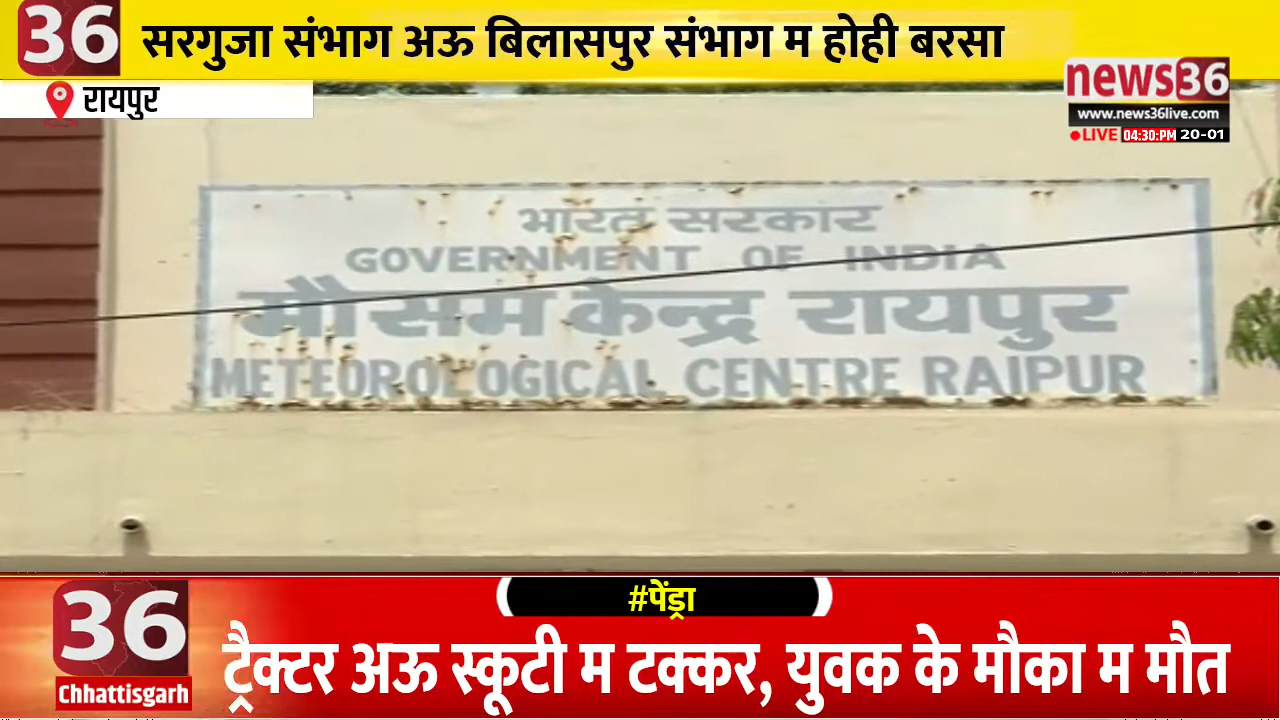 36 सरगुजा संभाग अऊ बिलासपुर संभाग म होही बरसा
रायपुर
news36
www.news36live.com
LIVE 04:30:PM 20-01
भारत सरकार
GOVERNMENT OF INDIA
मौसम केन्द्र रायपुर
METEOROLOGICAL CENTRE RAIPUR
#पेंड्रा
36
Chhattisgarh
ट्रैक्टर अऊ स्कूटी म टक्कर, युवक के मौका म मौत